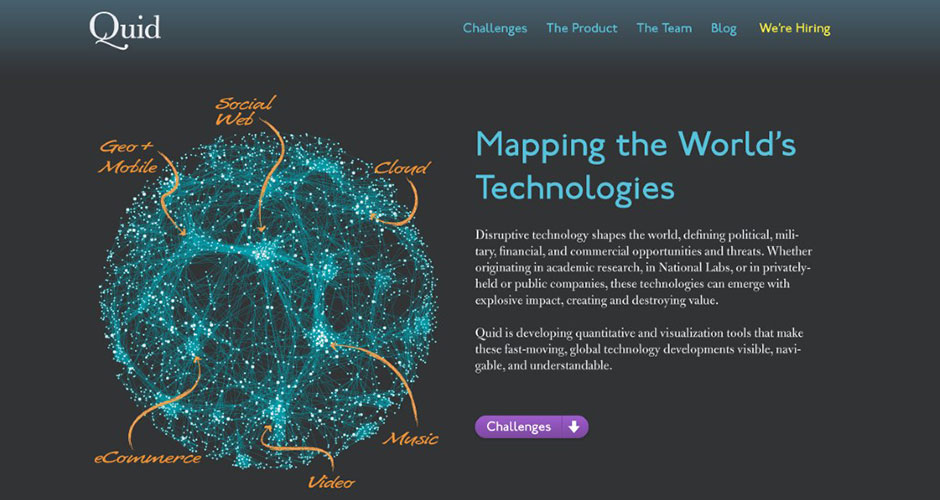 Quid
Challenges
The Product
The Team
Blog
We're Hiring
Social
Web
Geo +
Mobile
Cloud
Mapping the World's
Technologies
Disruptive technology shapes the world, defining political, mili-
tary, financial, and commercial opportunities and threats. Whether
originating in academic research, in National Labs, or in privately-
held or public companies, these technologies can emerge with
explosive impact, creating and destroying value.
Quid is developing quantitative and visualization tools that make
these fast-moving, global technology developments visible, navi-
gable, and understandable.
Challenges
Music
eCommerce
Video